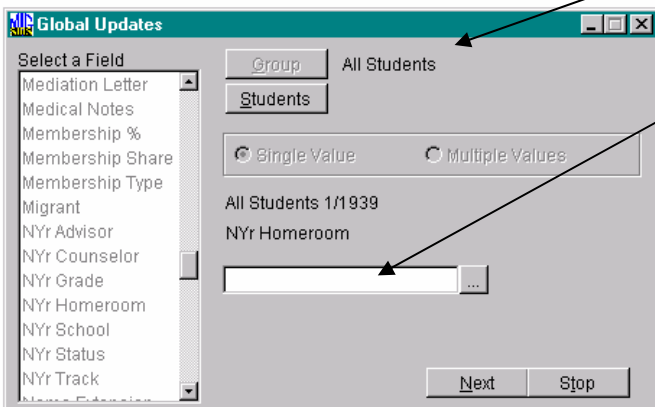 Global Updates
Select a Field
Mediation Letter
Medical Notes
Membership %
Membership Share
Membership Type
Migrant
NYr Advisor
NYr Counselor
NYr Grade
NYr Homeroom
NYr School
NYr Status
NYr Track
Name Extension
Group
All Students
Students
Single Value
Multiple Values
All Students 1/1939
NYr Homeroom
...
Next
Stop